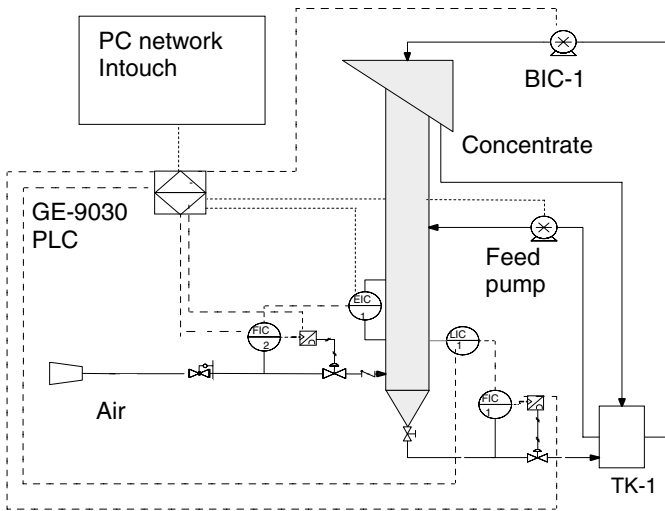 PC network
Intouch
BIC-1
Concentrate
GE-9030
PLC
Feed
pump
EIC
1
FIC
2
LIC
1
Air
FIC
1
TK-1